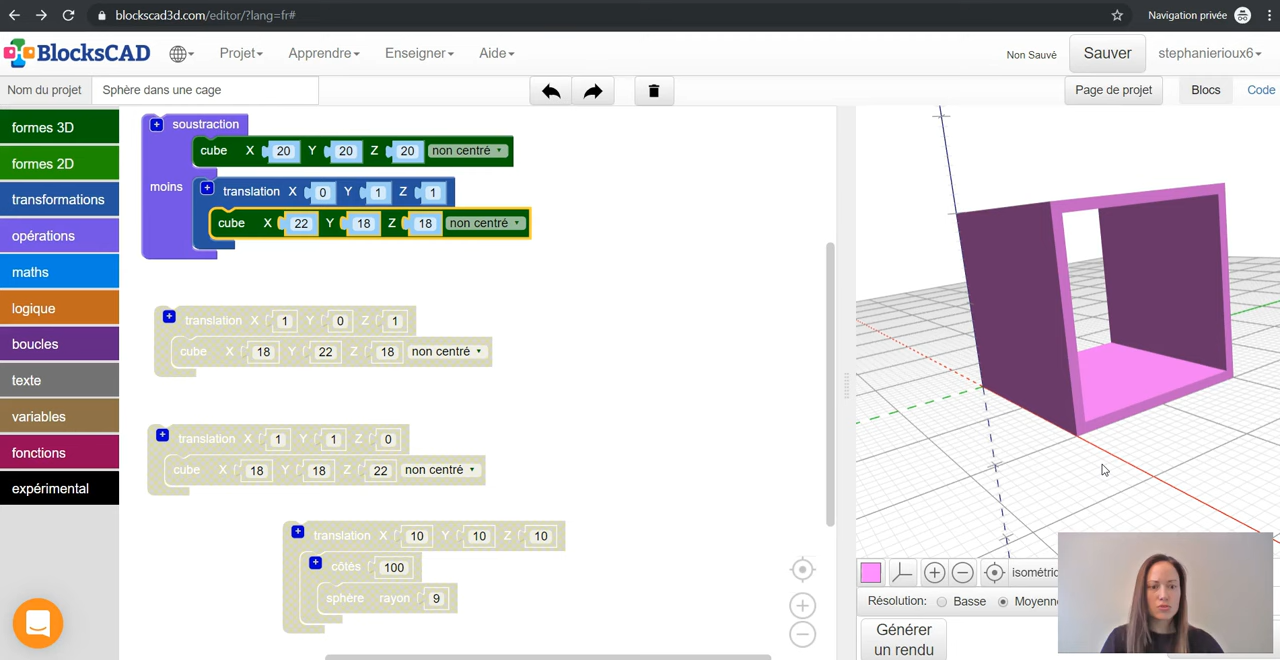 blockscad3d.com/editor/?lang=fr#
Navigation privée
BlocksCAD
Projet
Apprendre
Enseigner
Aide
Non Sauvé
Sauver
stephanierioux6
Nom du projet
Sphère dans une cage
Page de projet
Blocs
Code
formes 3D
formes 2D
transformations
opérations
maths
logique
boucles
texte
variables
fonctions
expérimental
+ soustraction
cube X 20 Y 20 Z 20 non centré
moins
+ translation X 0 Y 1 Z 1
cube X 22 Y 18 Z 18 non centré
+ translation X 1 Y 0 Z 1
cube X 18 Y 22 Z 18 non centré
+ translation X 1 Y 1 Z 0
cube X 18 Y 18 Z 22 non centré
+ translation X 10 Y 10 Z 10
+ côtés 100
sphère rayon 9
isométri
Résolution: Basse Moyenne
Générer
un rendu